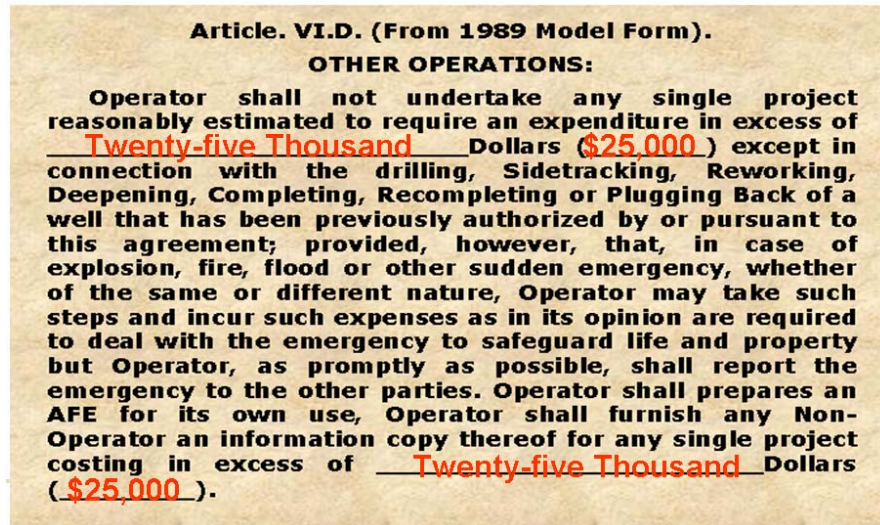 Article. VI.D. (From 1989 Model Form).
OTHER OPERATIONS:
Operator shall not undertake any single project
reasonably estimated to require an expenditure in excess of
Twenty-five Thousand Dollars ($25,000) except in
connection with the drilling, Sidetracking, Reworking,
Deepening, Completing, Recompleting or Plugging Back of a
well that has been previously authorized by or pursuant to
this agreement; provided, however, that, in case of
explosion, fire, flood or other sudden emergency, whether
of the same or different nature, Operator may take such
steps and incur such expenses as in its opinion are required
to deal with the emergency to safeguard life and property
but Operator, as promptly as possible, shall report the
emergency to the other parties. Operator shall prepares an
AFE for its own use, Operator shall furnish any Non-
Operator an information copy thereof for any single project
costing in excess of Twenty-five Thousand Dollars
($25,000).